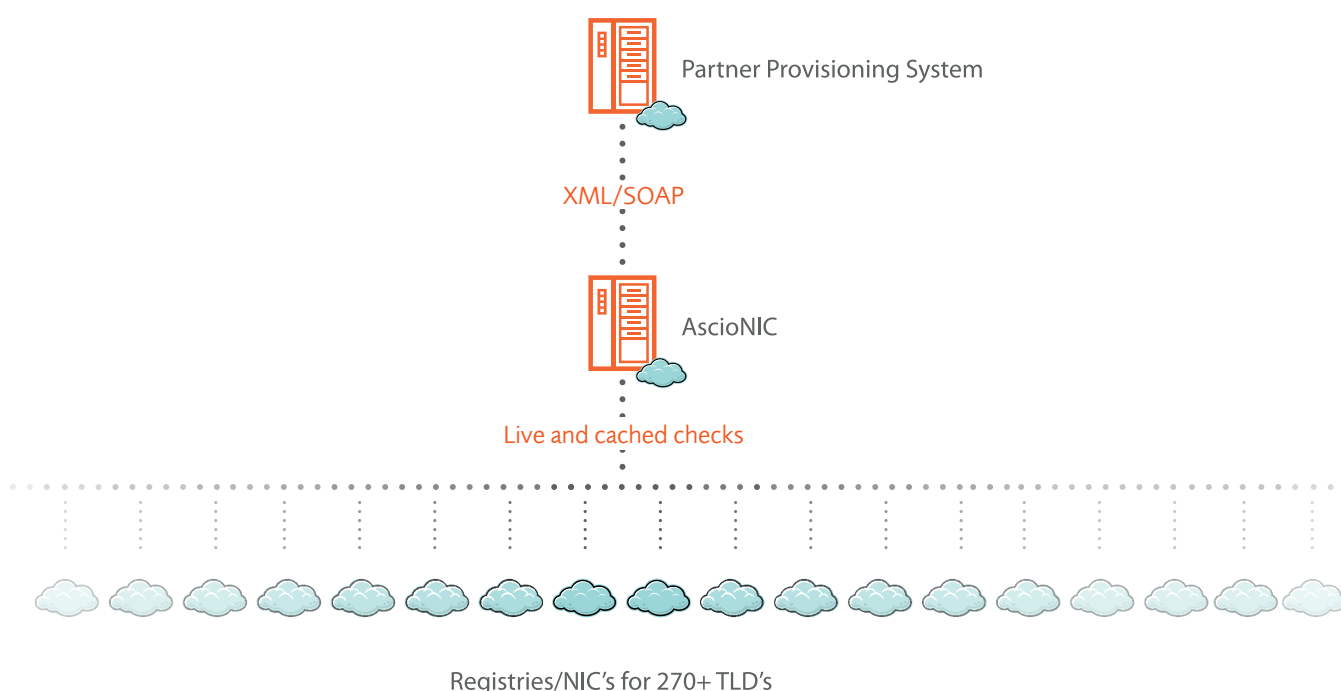 Partner Provisioning System
XML/SOAP
AscioNIC
Live and cached checks
Registries/NIC's for 270+ TLD's